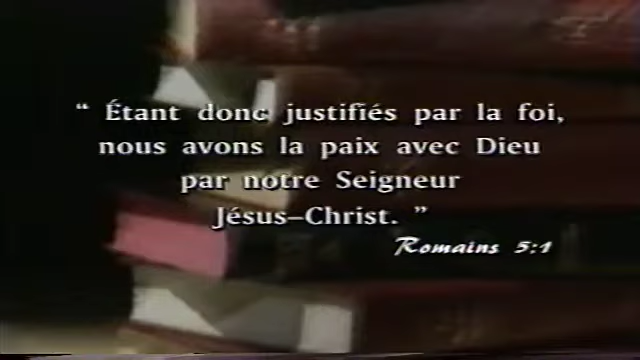 “ Étant donc justifiés par la foi,
nous avons la paix avec Dieu
par notre Seigneur
Jésus–Christ. ”
Romains 5:1